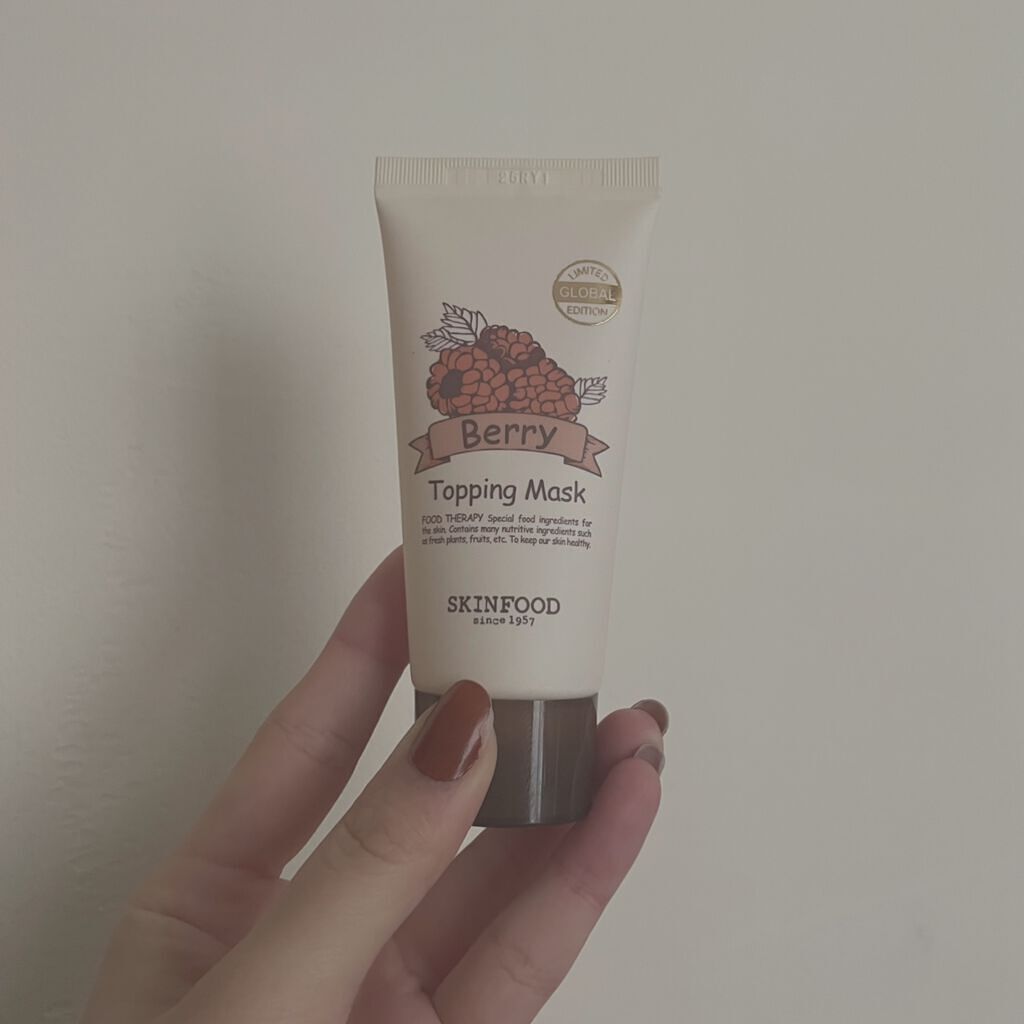 LIMITED
GLOBAL
EDITION
Berry
Topping Mask
FOOD THERAPY Special food ingredients for
the skin. Contains many nutritive ingredients such
as fresh plants, fruits, etc. To keep our skin healthy.
SKINFOOD
since 1957